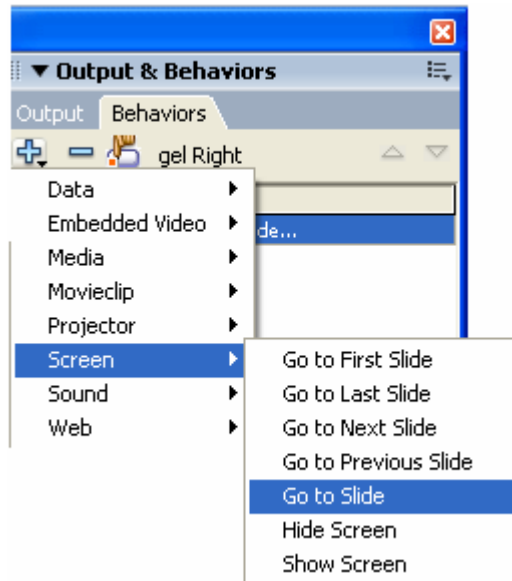 Output & Behaviors
Output Behaviors
gel Right
Data
Embedded Video
de...
Media
Movieclip
Projector
Screen
Sound
Web
Go to First Slide
Go to Last Slide
Go to Next Slide
Go to Previous Slide
Go to Slide
Hide Screen
Show Screen